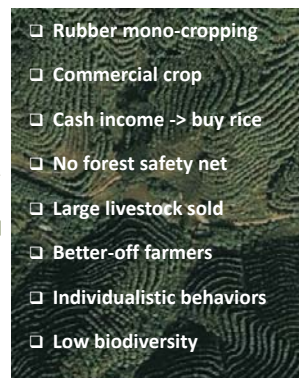 ❑ Rubber mono-cropping
❑ Commercial crop
❑ Cash income -> buy rice
❑ No forest safety net
❑ Large livestock sold
❑ Better-off farmers
❑ Individualistic behaviors
❑ Low biodiversity